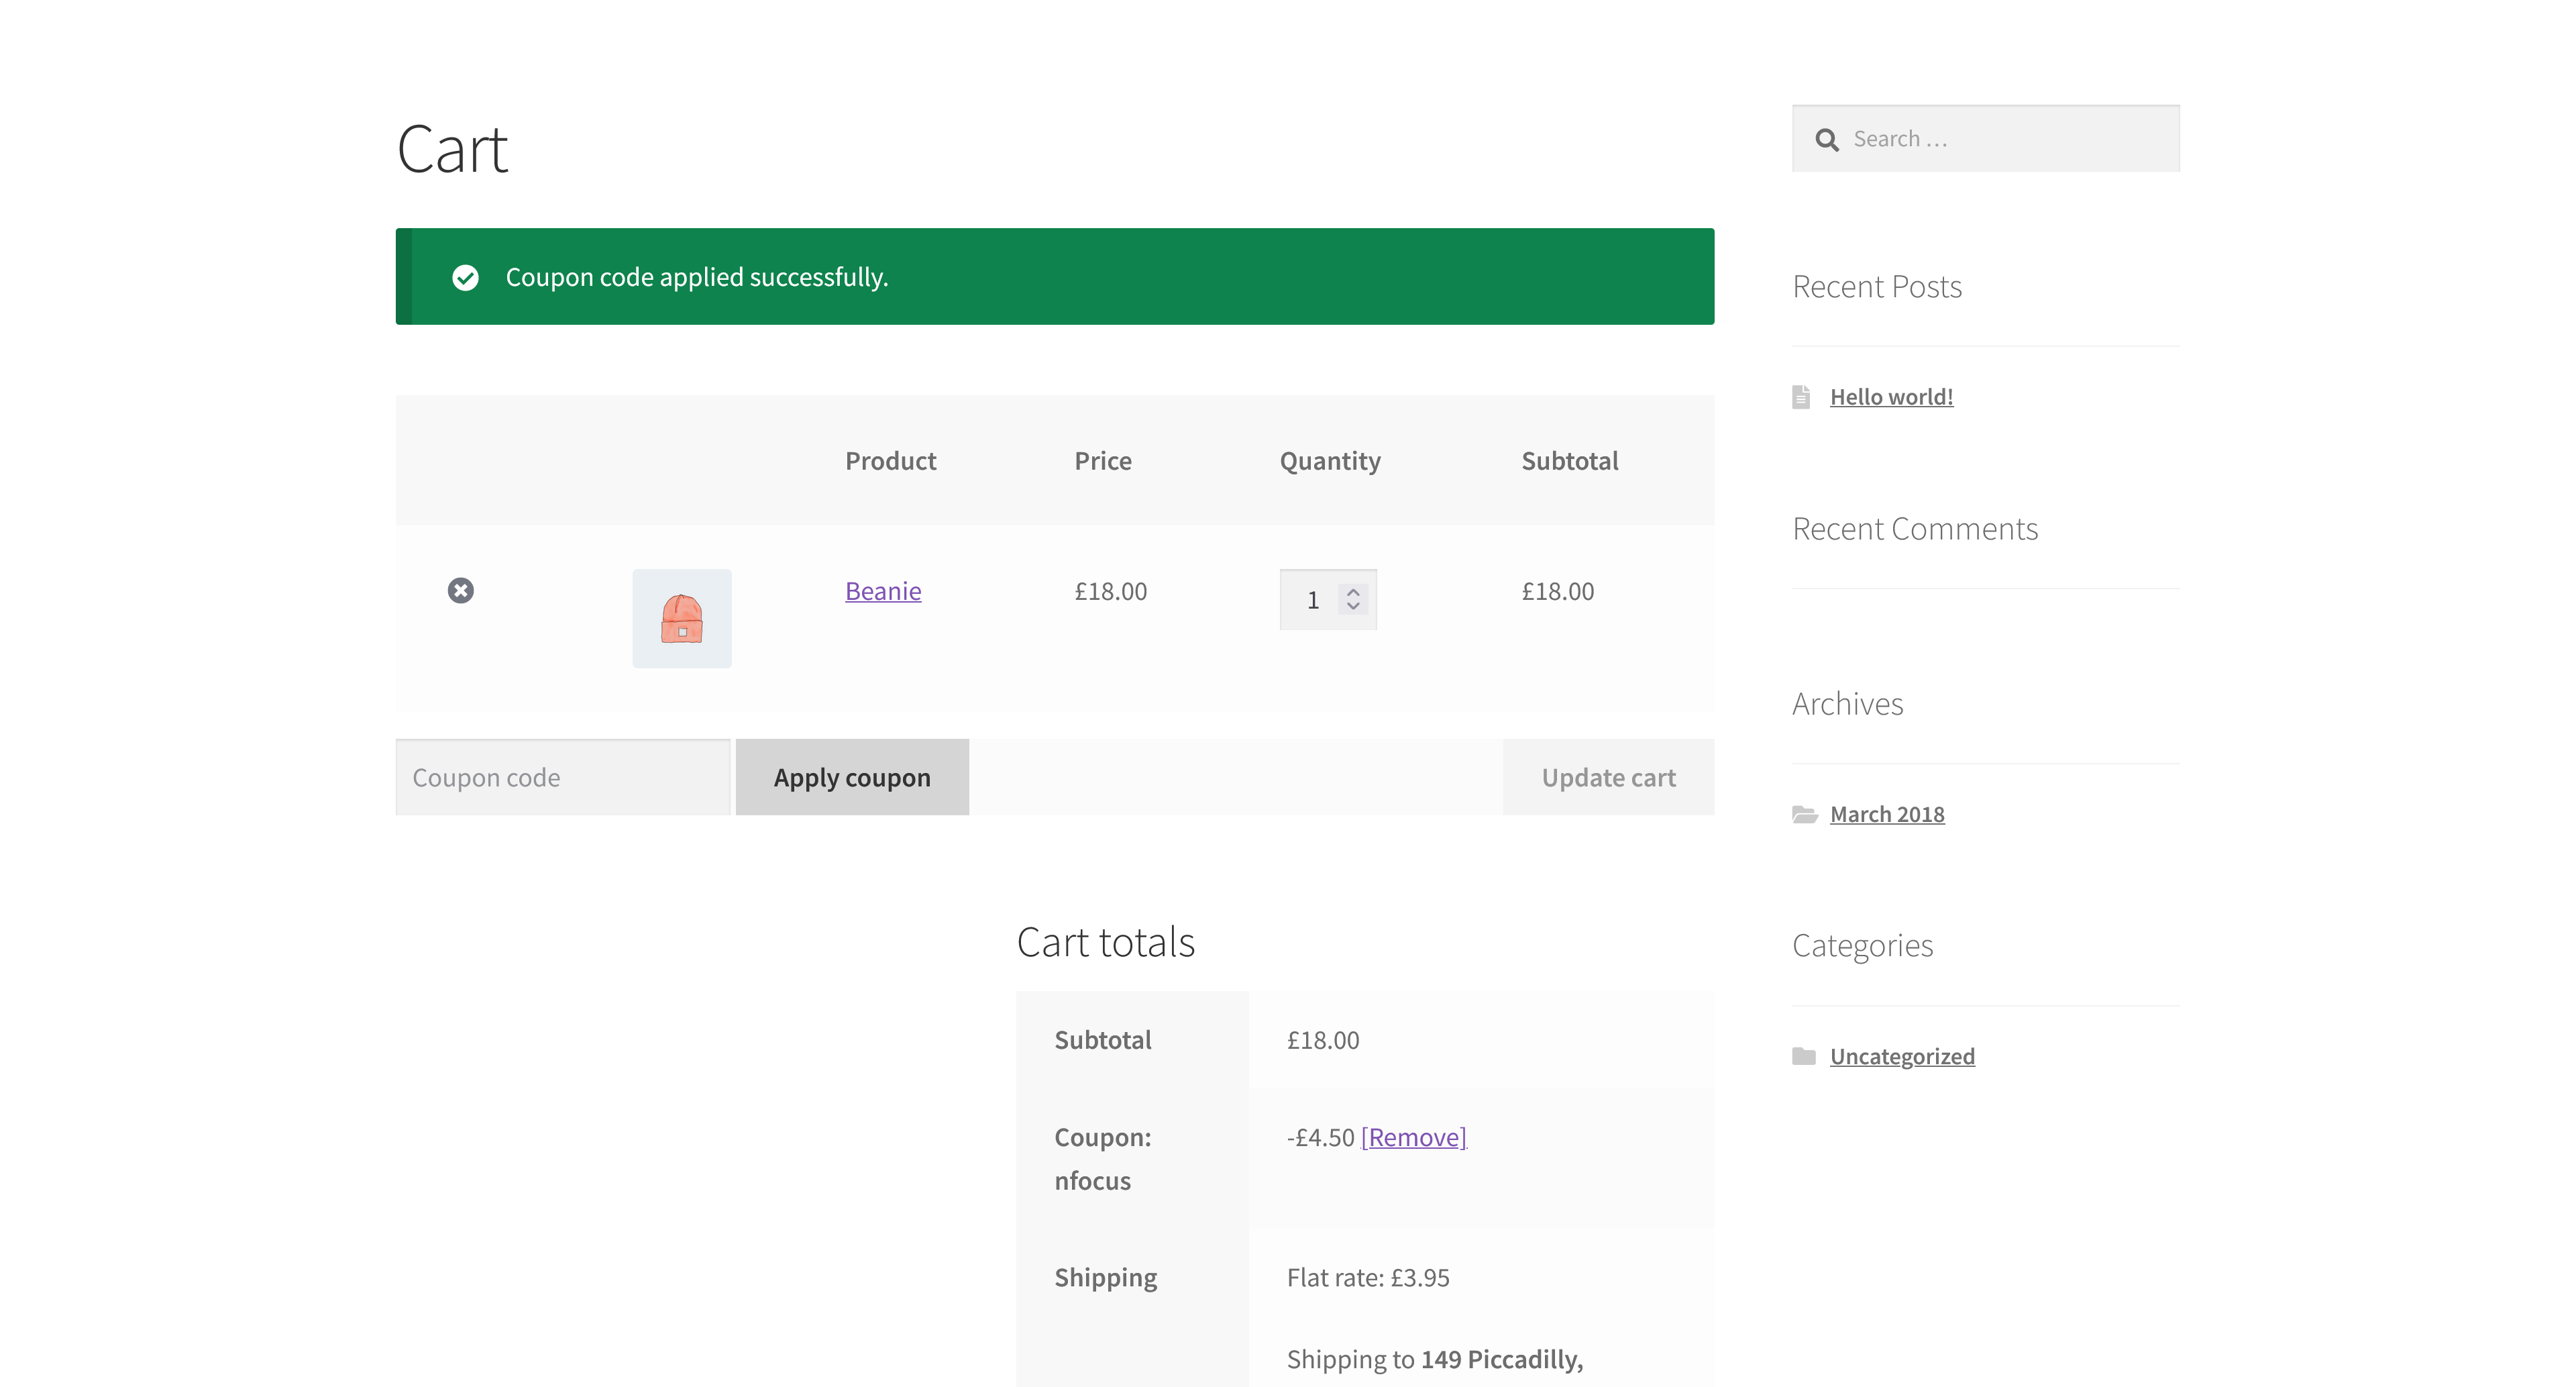 Cart
Search …
Coupon code applied successfully.
Product Price Quantity Subtotal
Beanie £18.00 1 £18.00
Coupon code Apply coupon Update cart
Cart totals
Subtotal £18.00
Coupon: -£4.50 [Remove]
nfocus
Shipping Flat rate: £3.95
Shipping to 149 Piccadilly,
Recent Posts
Hello world!
Recent Comments
Archives
March 2018
Categories
Uncategorized